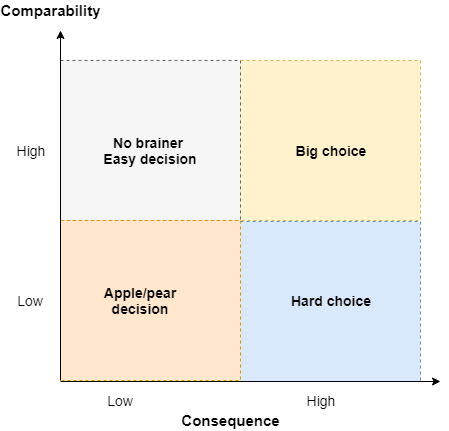 Comparability
High
No brainer
Easy decision
Big choice
Low
Apple/pear
decision
Hard choice
Low
High
Consequence